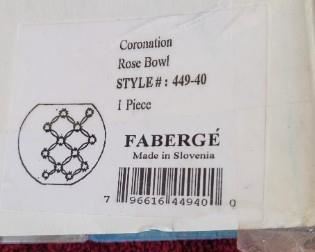 Coronation
Rose Bowl
STYLE#: 449-40
1 Piece
FABERGÉ
Made in Slovenia
7 96616 44940 0